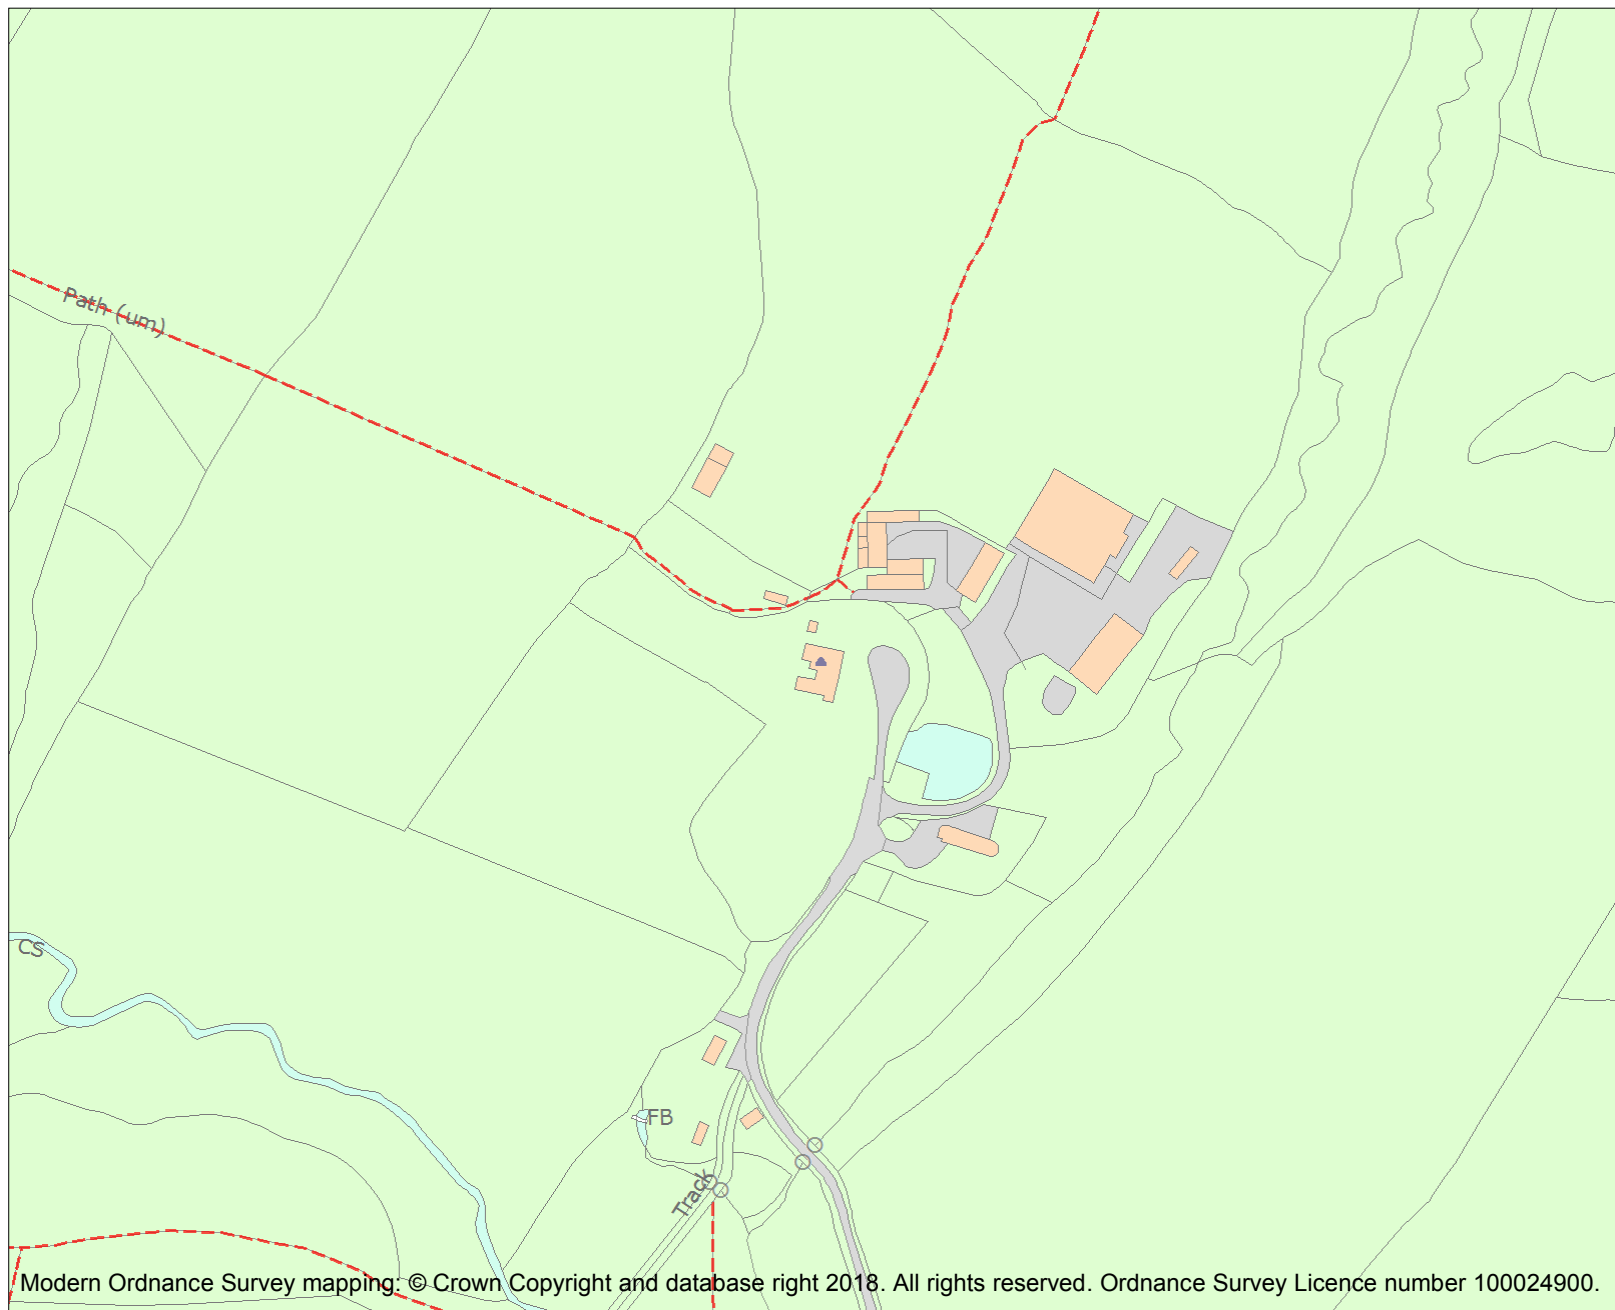 Path (um)
CS
FB
Track
Modern Ordnance Survey mapping: © Crown Copyright and database right 2018. All rights reserved. Ordnance Survey Licence number 100024900.